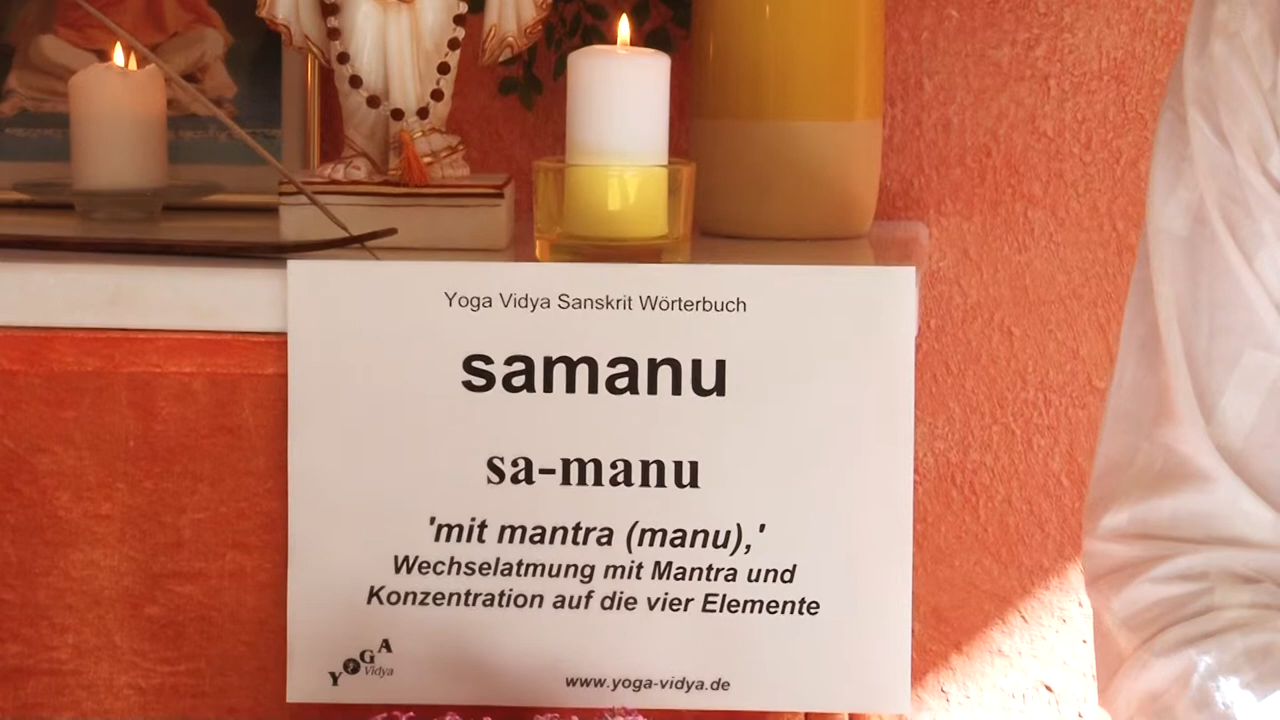 Yoga Vidya Sanskrit Wörterbuch
samanu
sa-manu
'mit mantra (manu),'
Wechselatmung mit Mantra und
Konzentration auf die vier Elemente
YOGA
Vidya
www.yoga-vidya.de